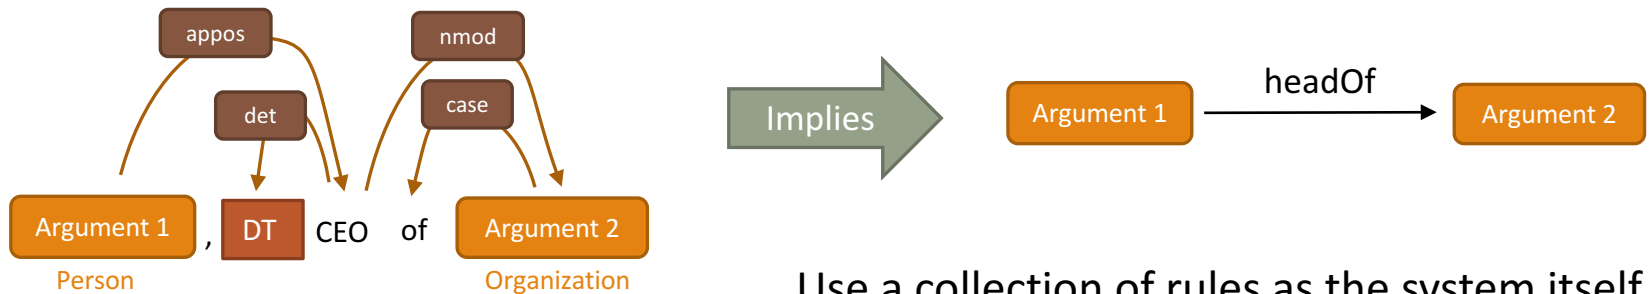 appos
nmod
det
case
Argument 1 , DT CEO of Argument 2
Person
Organization
Implies
Argument 1
headOf
Argument 2
Use a collection of rules as the system itself